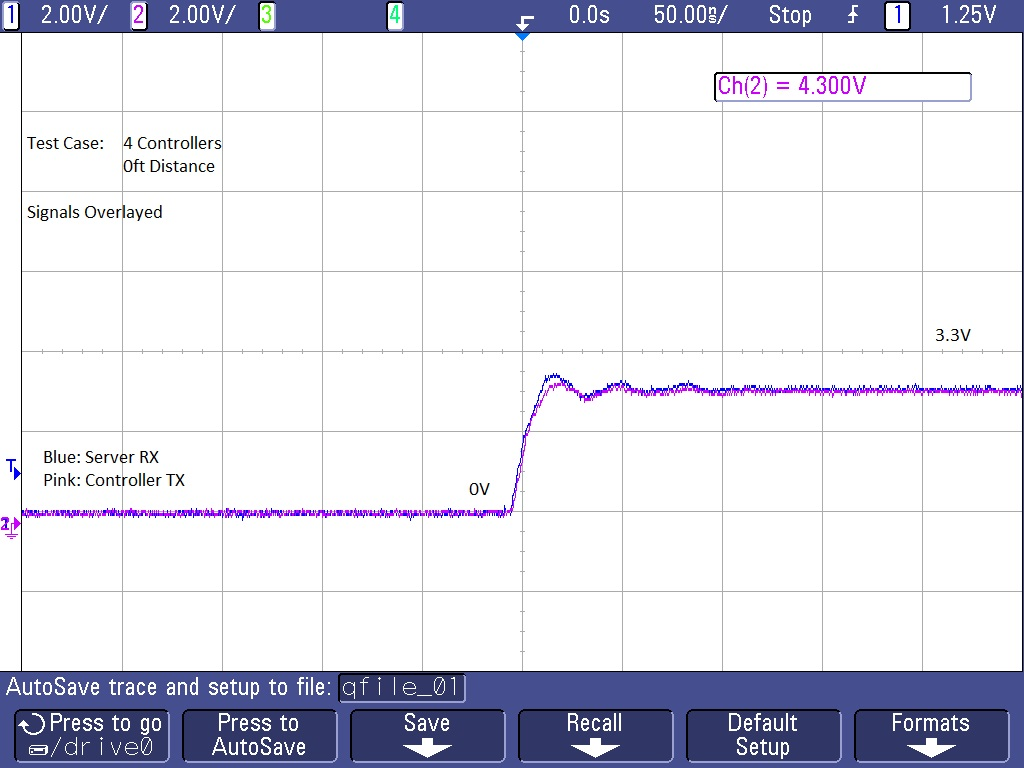 1 2.00V/ 2 2.00V/ 3 4 0.0s 50.00ns/ Stop 1 1.25V
Ch(2) = 4.300V
Test Case: 4 Controllers
0ft Distance
Signals Overlayed
3.3V
Blue: Server RX
Pink: Controller TX
0V
T
2
AutoSave trace and setup to file: qfile_01
Press to go
/drive0
Press to
AutoSave
Save
Recall
Default
Setup
Formats